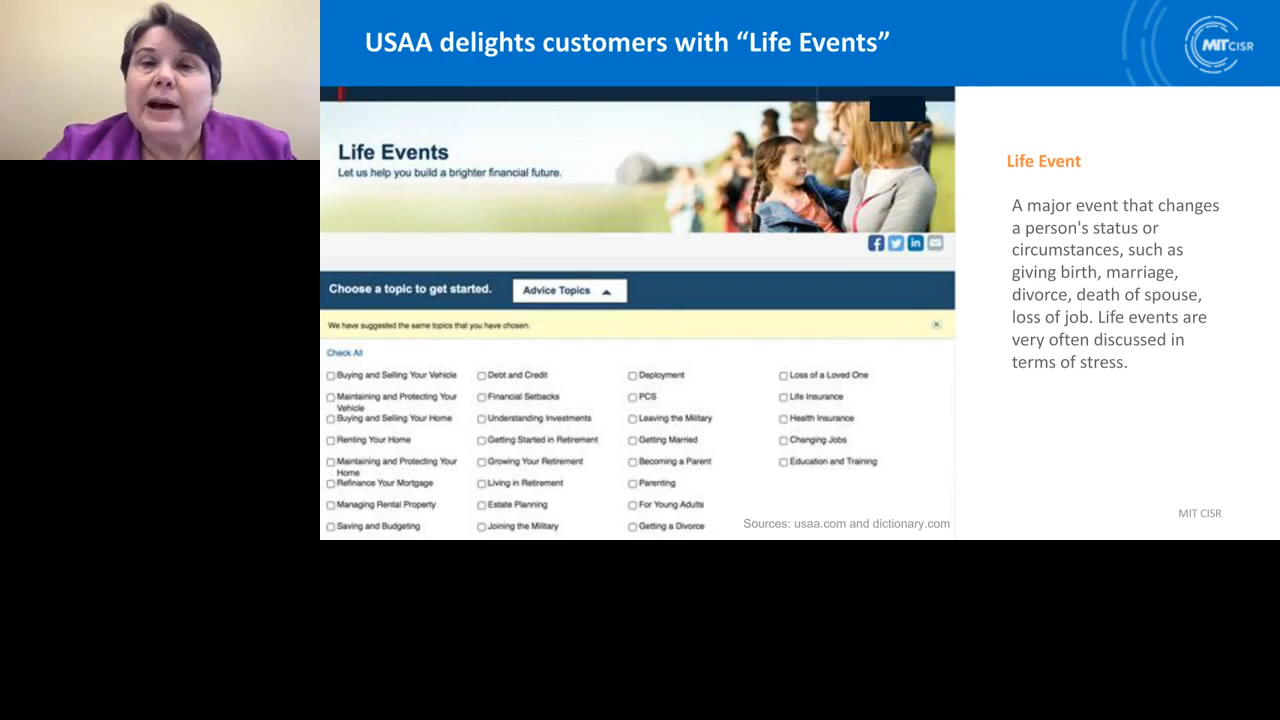 USAA delights customers with “Life Events”
MIT CISR
Life Events
Let us help you build a brighter financial future.
Choose a topic to get started.
Advice Topics
We have suggested the same topics that you have chosen.
Check All
Buying and Selling Your Vehicle
Maintaining and Protecting Your
Vehicle
Buying and Selling Your Home
Renting Your Home
Maintaining and Protecting Your
Home
Refinance Your Mortgage
Managing Rental Property
Saving and Budgeting
Debt and Credit
Financial Setbacks
Understanding Investments
Getting Started in Retirement
Growing Your Retirement
Living in Retirement
Estate Planning
Joining the Military
Deployment
PCS
Leaving the Military
Getting Married
Becoming a Parent
Parenting
For Young Adults
Getting a Divorce
Loss of a Loved One
Life Insurance
Health Insurance
Changing Jobs
Education and Training
Sources: usaa.com and dictionary.com
Life Event
A major event that changes
a person's status or
circumstances, such as
giving birth, marriage,
divorce, death of spouse,
loss of job. Life events are
very often discussed in
terms of stress.
MIT CISR